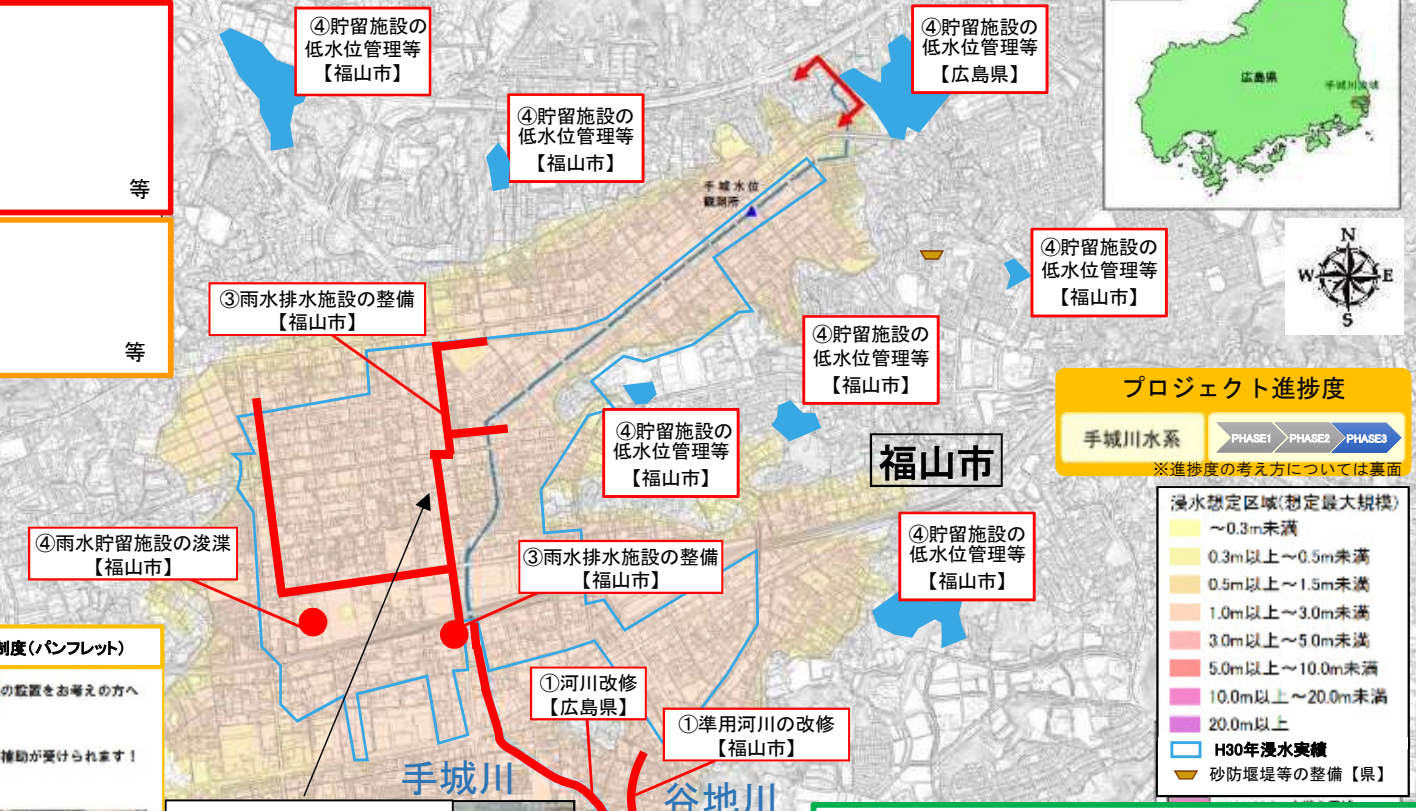 ④貯留施設の
低水位管理等
【福山市】
④貯留施設の
低水位管理等
【広島県】
広島県
手城川流域
④貯留施設の
低水位管理等
【福山市】
等
手城水位
観測所
④貯留施設の
低水位管理等
【福山市】
N
W
E
S
③雨水排水施設の整備
【福山市】
等
④貯留施設の
低水位管理等
【福山市】
プロジェクト進捗度
手城川水系
PHASE1
PHASE2
PHASE3
※進捗度の考え方については裏面
④貯留施設の
低水位管理等
【福山市】
福山市
浸水想定区域(想定最大規模)
～0.3m未満
0.3m以上～0.5m未満
0.5m以上～1.5m未満
1.0m以上～3.0m未満
3.0m以上～5.0m未満
5.0m以上～10.0m未満
10.0m以上～20.0m未満
20.0m以上
H30年浸水実績
砂防堰堤等の整備【県】
④雨水貯留施設の浚渫
【福山市】
③雨水排水施設の整備
【福山市】
④貯留施設の
低水位管理等
【福山市】
制度(パンフレット)
の設置をお考えの方へ
補助が受けられます！
①河川改修
【広島県】
①準用河川の改修
【福山市】
手城川
谷地川